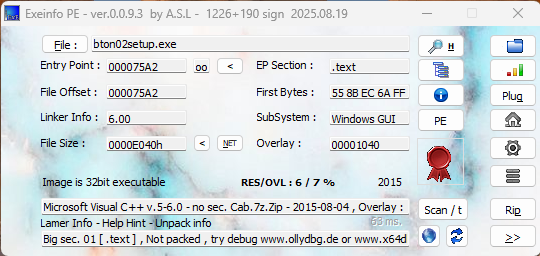 Exeinfo PE - ver.0.0.9.3 by A.S.L - 1226+190 sign 2025.08.19
File : bton02setup.exe H
Entry Point : 000075A2 oo < EP Section : .text
File Offset : 000075A2 First Bytes : 55 8B EC 6A FF Plug
Linker Info : 6.00 SubSystem : Windows GUI PE
File Size : 0000E040h < NET Overlay : 00001040
Image is 32bit executable RES/OVL : 6 / 7 % 2015
Microsoft Visual C++ v.5-6.0 - no sec. Cab.7z.Zip - 2015-08-04 , Overlay : Scan / t Rip
Lamer Info - Help Hint - Unpack info 63 ms.
Big sec. 01 [ .text ] , Not packed , try debug www.ollydbg.de or www.x64d >>